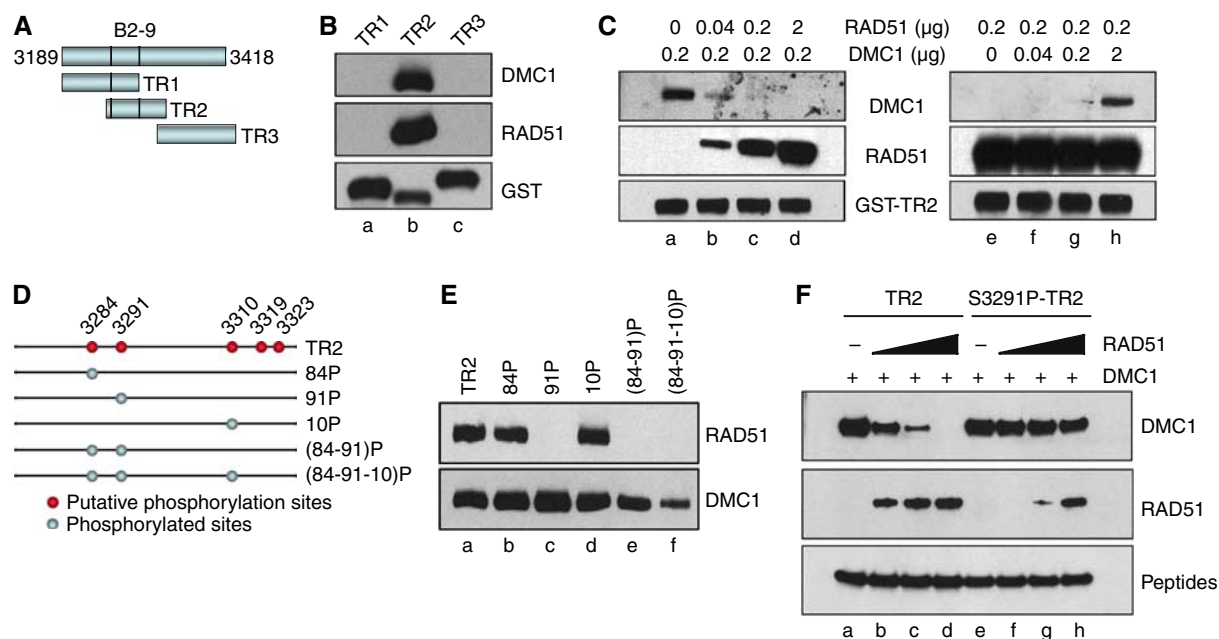 A
B2-9
3189 3418
TR1
TR2
TR3
B
TR1 TR2 TR3
DMC1
RAD51
GST
a b c
C
0 0.04 0.2 2 RAD51 (µg) 0.2 0.2 0.2 0.2
0.2 0.2 0.2 0.2 DMC1 (µg) 0 0.04 0.2 2
DMC1
RAD51
GST-TR2
a b c d e f g h
D
3284 3291 3310 3319 3323
TR2
84P
91P
10P
(84-91)P
(84-91-10)P
Putative phosphorylation sites
Phosphorylated sites
E
TR2 84P 91P 10P (84-91)P (84-91-10)P
RAD51
DMC1
a b c d e f
F
TR2 S3291P-TR2
– – RAD51
+ + + + + + + + DMC1
DMC1
RAD51
Peptides
a b c d e f g h